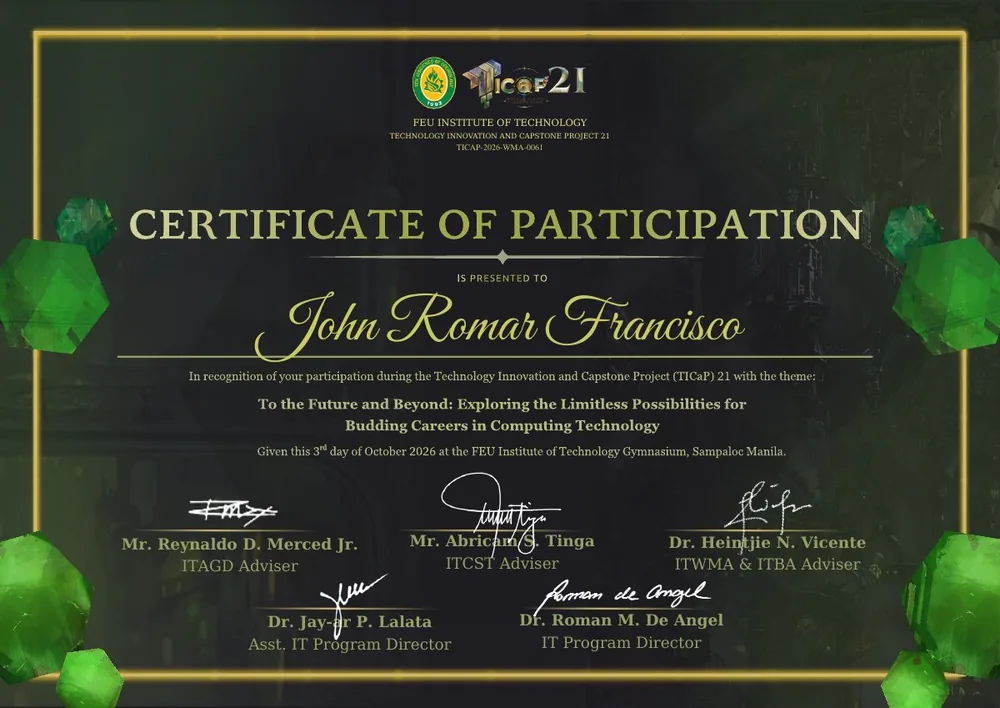 1992
TICaP 21
FEU INSTITUTE OF TECHNOLOGY
TECHNOLOGY INNOVATION AND CAPSTONE PROJECT 21
TICAP-2026-WMA-0061
CERTIFICATE OF PARTICIPATION
IS PRESENTED TO
John Romar Francisco
In recognition of your participation during the Technology Innovation and Capstone Project (TICaP) 21 with the theme:
To the Future and Beyond: Exploring the Limitless Possibilities for
Budding Careers in Computing Technology
Given this 3rd day of October 2026 at the FEU Institute of Technology Gymnasium, Sampaloc Manila.
Mr. Reynaldo D. Merced Jr.
ITAGD Adviser
Mr. Abricam S. Tinga
ITCST Adviser
Dr. Heintjie N. Vicente
ITWMA & ITBA Adviser
Dr. Jay-ar P. Lalata
Asst. IT Program Director
Roman de Angel
Dr. Roman M. De Angel
IT Program Director